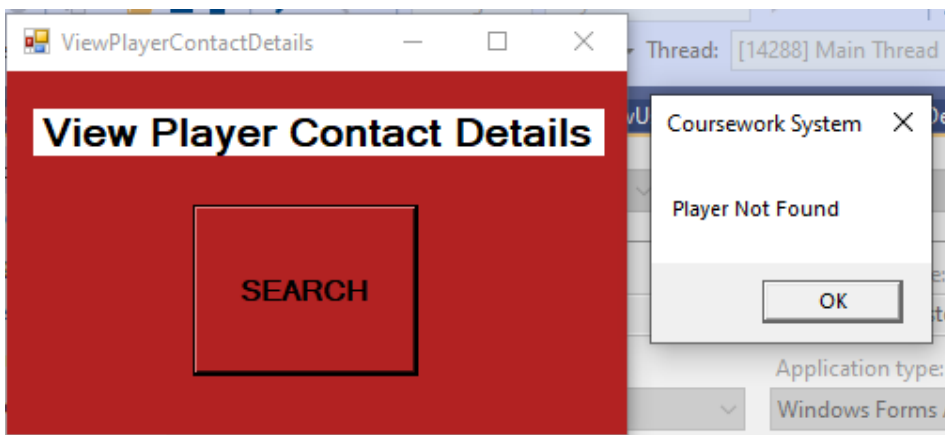 ViewPlayerContactDetails
Thread: [14288] Main Thread
View Player Contact Details
Coursework System
Player Not Found
SEARCH
OK
Application type:
Windows Forms